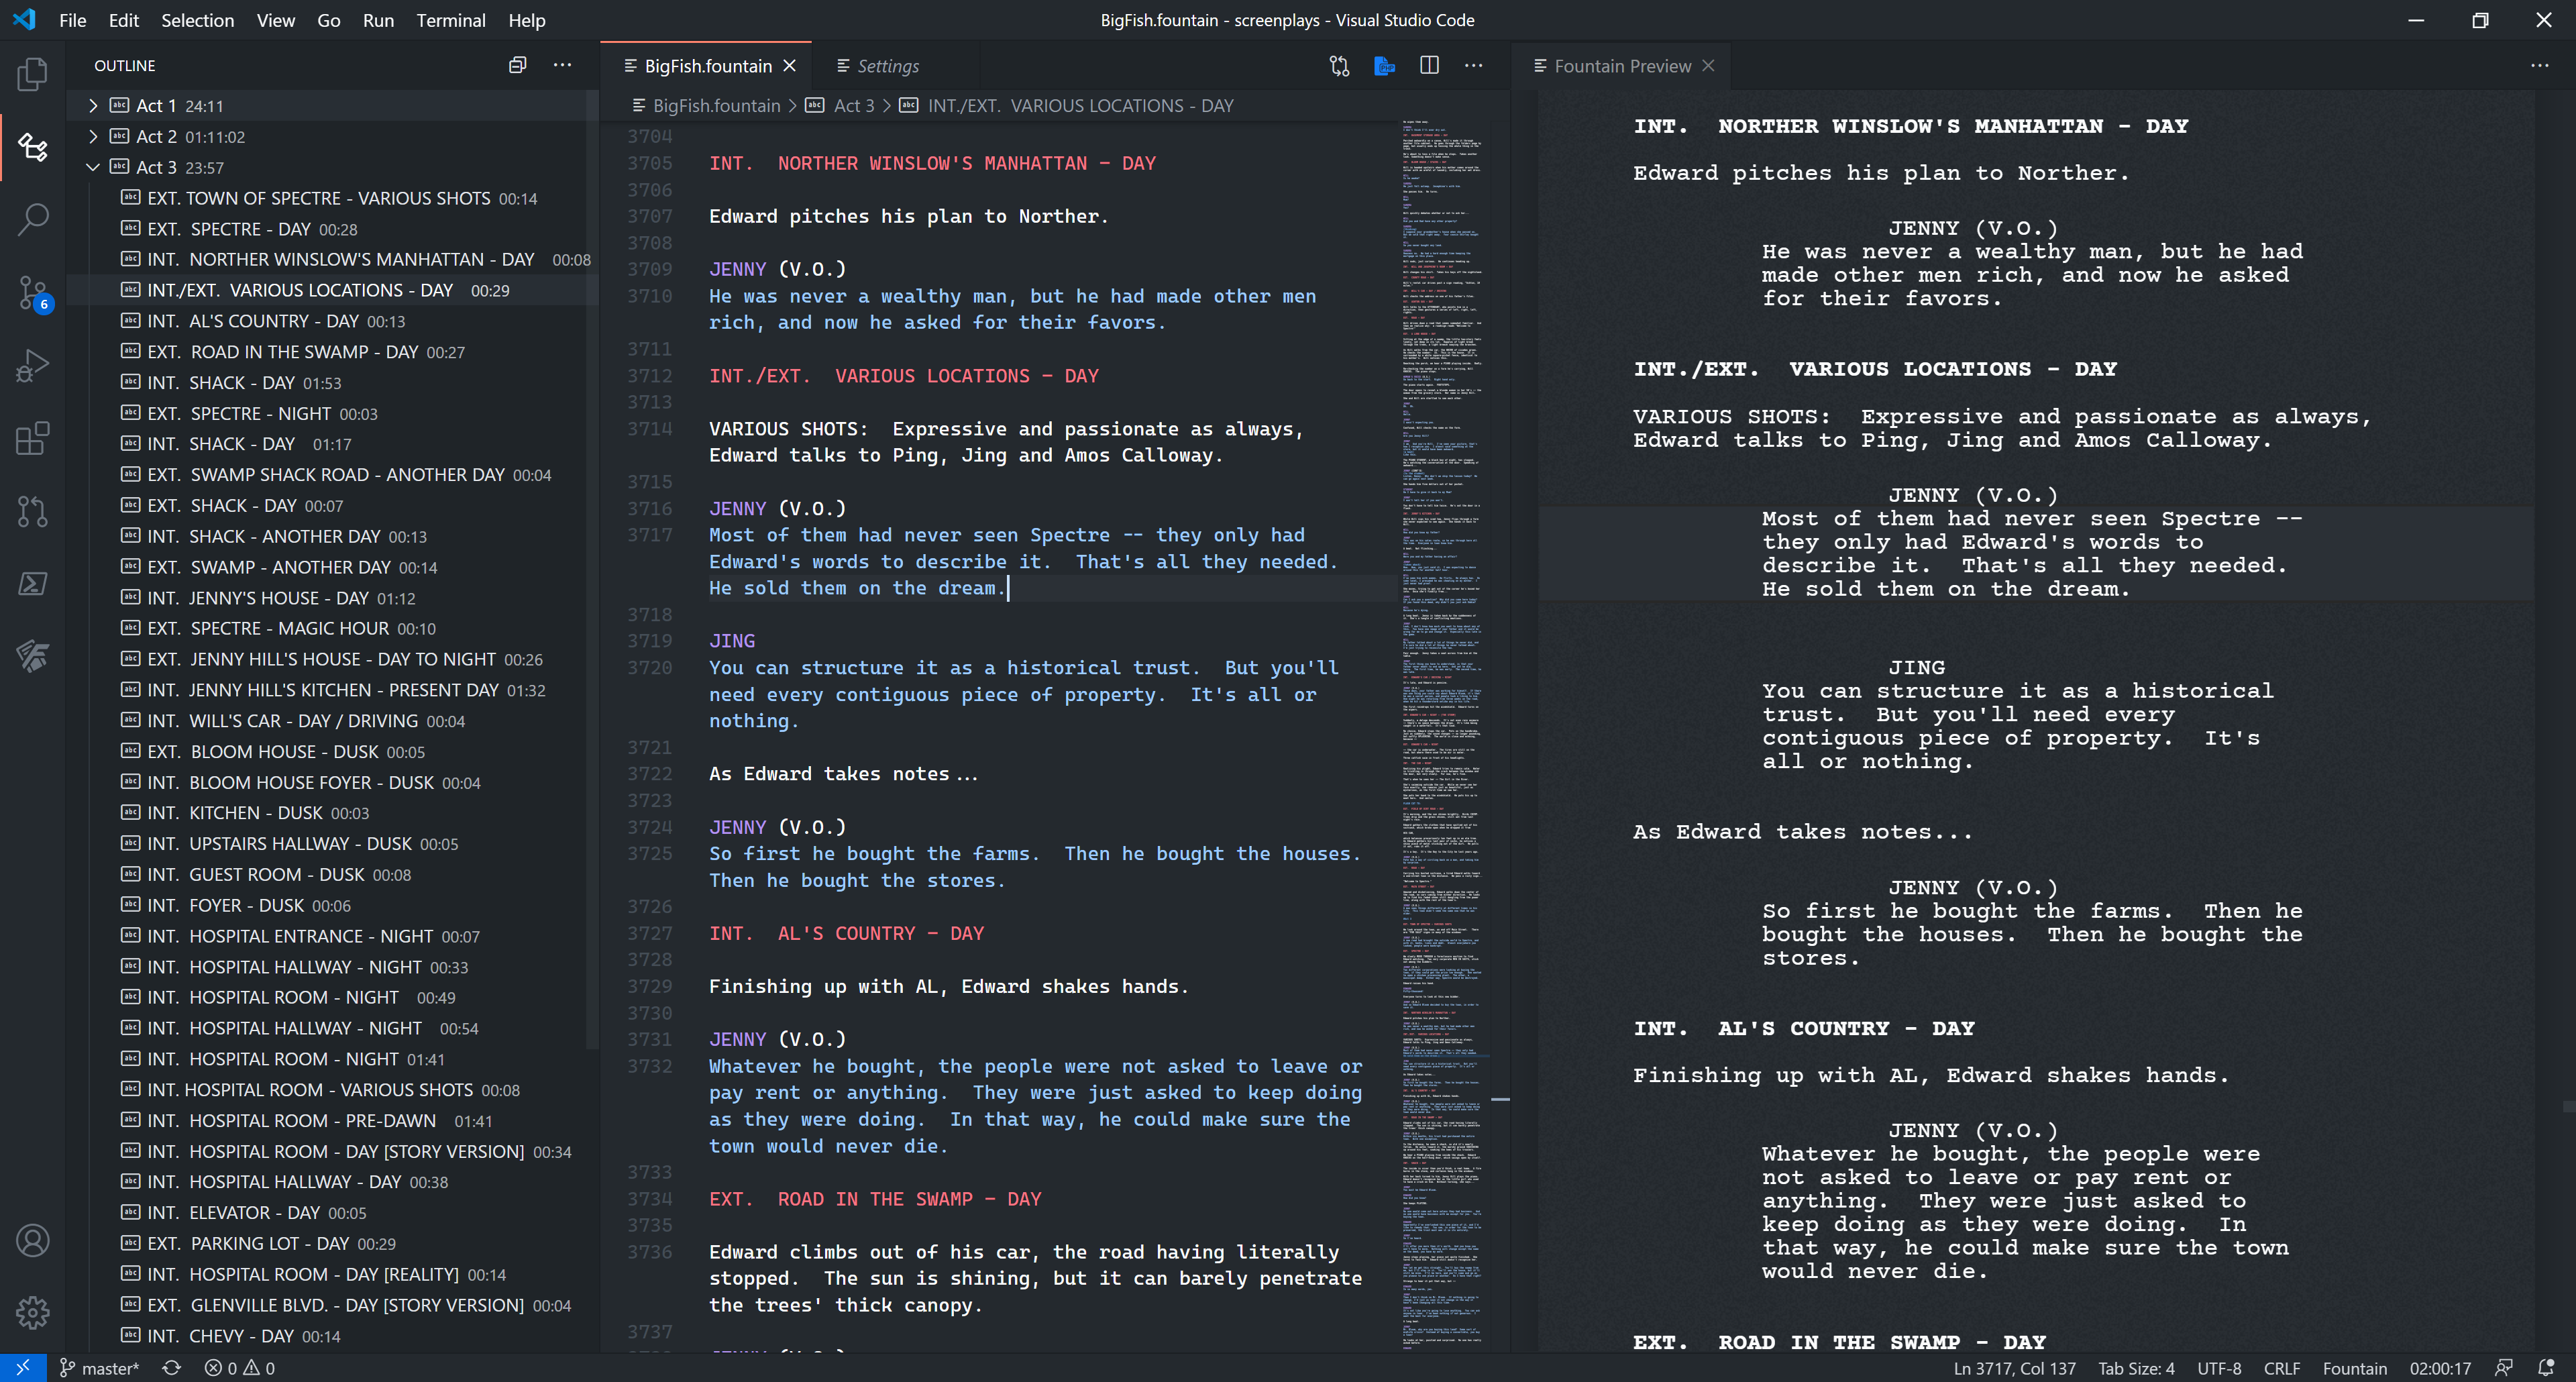 File Edit Selection View Go Run Terminal Help
BigFish.fountain - screenplays - Visual Studio Code
OUTLINE
Act 1 24:11
Act 2 01:11:02
Act 3 23:57
EXT. TOWN OF SPECTRE - VARIOUS SHOTS 00:14
EXT. SPECTRE - DAY 00:28
INT. NORTHER WINSLOW'S MANHATTAN - DAY 00:08
INT./EXT. VARIOUS LOCATIONS - DAY 00:29
INT. AL'S COUNTRY - DAY 00:13
EXT. ROAD IN THE SWAMP - DAY 00:27
INT. SHACK - DAY 01:53
EXT. SPECTRE - NIGHT 00:03
INT. SHACK - DAY 01:17
EXT. SWAMP SHACK ROAD - ANOTHER DAY 00:04
EXT. SHACK - DAY 00:07
INT. SHACK - ANOTHER DAY 00:13
EXT. SWAMP - ANOTHER DAY 00:14
INT. JENNY'S HOUSE - DAY 01:12
EXT. SPECTRE - MAGIC HOUR 00:10
EXT. JENNY HILL'S HOUSE - DAY TO NIGHT 00:26
INT. JENNY HILL'S KITCHEN - PRESENT DAY 01:32
INT. WILL'S CAR - DAY / DRIVING 00:04
EXT. BLOOM HOUSE - DUSK 00:05
INT. BLOOM HOUSE FOYER - DUSK 00:04
INT. KITCHEN - DUSK 00:03
INT. UPSTAIRS HALLWAY - DUSK 00:05
INT. GUEST ROOM - DUSK 00:08
INT. FOYER - DUSK 00:06
INT. HOSPITAL ENTRANCE - NIGHT 00:07
INT. HOSPITAL HALLWAY - NIGHT 00:33
INT. HOSPITAL ROOM - NIGHT 00:49
INT. HOSPITAL HALLWAY - NIGHT 00:54
INT. HOSPITAL ROOM - NIGHT 01:41
INT. HOSPITAL ROOM - VARIOUS SHOTS 00:08
INT. HOSPITAL ROOM - PRE-DAWN 01:41
INT. HOSPITAL ROOM - DAY [STORY VERSION] 00:34
INT. HOSPITAL HALLWAY - DAY 00:38
INT. ELEVATOR - DAY 00:05
EXT. PARKING LOT - DAY 00:29
INT. HOSPITAL ROOM - DAY [REALITY] 00:14
EXT. GLENVILLE BLVD. - DAY [STORY VERSION] 00:04
INT. CHEVY - DAY 00:14
6
BigFish.fountain
Settings
BigFish.fountain > Act 3 > INT./EXT. VARIOUS LOCATIONS - DAY
3704
3705 INT. NORTHER WINSLOW'S MANHATTAN - DAY
3706
3707 Edward pitches his plan to Norther.
3708
3709 JENNY (V.O.)
3710 He was never a wealthy man, but he had made other men
rich, and now he asked for their favors.
3711
3712 INT./EXT. VARIOUS LOCATIONS - DAY
3713
3714 VARIOUS SHOTS: Expressive and passionate as always,
Edward talks to Ping, Jing and Amos Calloway.
3715
3716 JENNY (V.O.)
3717 Most of them had never seen Spectre -- they only had
Edward's words to describe it. That's all they needed.
He sold them on the dream.
3718
3719 JING
3720 You can structure it as a historical trust. But you'll
need every contiguous piece of property. It's all or
nothing.
3721
3722 As Edward takes notes...
3723
3724 JENNY (V.O.)
3725 So first he bought the farms. Then he bought the houses.
Then he bought the stores.
3726
3727 INT. AL'S COUNTRY - DAY
3728
3729 Finishing up with AL, Edward shakes hands.
3730
3731 JENNY (V.O.)
3732 Whatever he bought, the people were not asked to leave or
pay rent or anything. They were just asked to keep doing
as they were doing. In that way, he could make sure the
town would never die.
3733
3734 EXT. ROAD IN THE SWAMP - DAY
3735
3736 Edward climbs out of his car, the road having literally
stopped. The sun is shining, but it can barely penetrate
the trees' thick canopy.
3737
Fountain Preview
INT. NORTHER WINSLOW'S MANHATTAN - DAY
Edward pitches his plan to Norther.
JENNY (V.O.)
He was never a wealthy man, but he had
made other men rich, and now he asked
for their favors.
INT./EXT. VARIOUS LOCATIONS - DAY
VARIOUS SHOTS: Expressive and passionate as always,
Edward talks to Ping, Jing and Amos Calloway.
JENNY (V.O.)
Most of them had never seen Spectre --
they only had Edward's words to
describe it. That's all they needed.
He sold them on the dream.
JING
You can structure it as a historical
trust. But you'll need every
contiguous piece of property. It's
all or nothing.
As Edward takes notes...
JENNY (V.O.)
So first he bought the farms. Then he
bought the houses. Then he bought the
stores.
INT. AL'S COUNTRY - DAY
Finishing up with AL, Edward shakes hands.
JENNY (V.O.)
Whatever he bought, the people were
not asked to leave or pay rent or
anything. They were just asked to
keep doing as they were doing. In
that way, he could make sure the town
would never die.
EXT. ROAD IN THE SWAMP - DAY
master* 0 0
Ln 3717, Col 137 Tab Size: 4 UTF-8 CRLF Fountain 02:00:17